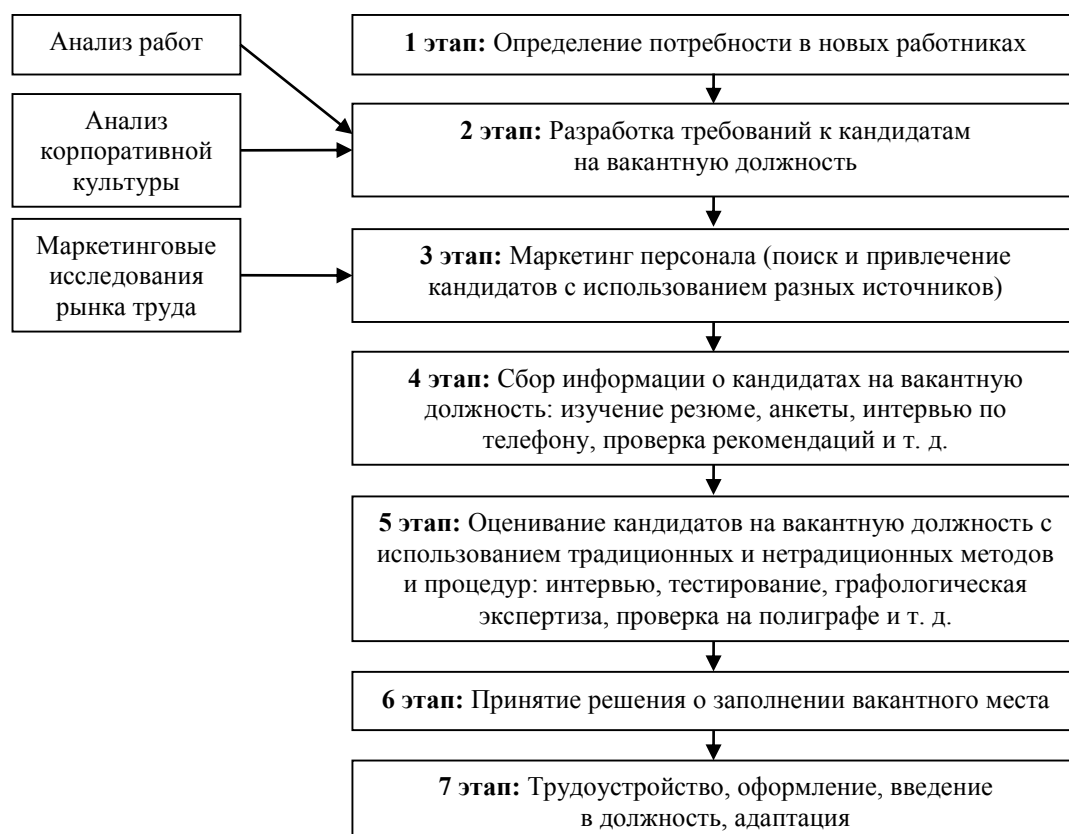 Анализ работ
1 этап: Определение потребности в новых работниках
Анализ
корпоративной
культуры
2 этап: Разработка требований к кандидатам
на вакантную должность
Маркетинговые
исследования
рынка труда
3 этап: Маркетинг персонала (поиск и привлечение
кандидатов с использованием разных источников)
4 этап: Сбор информации о кандидатах на вакантную
должность: изучение резюме, анкеты, интервью по
телефону, проверка рекомендаций и т. д.
5 этап: Оценивание кандидатов на вакантную должность с
использованием традиционных и нетрадиционных методов
и процедур: интервью, тестирование, графологическая
экспертиза, проверка на полиграфе и т. д.
6 этап: Принятие решения о заполнении вакантного места
7 этап: Трудоустройство, оформление, введение
в должность, адаптация